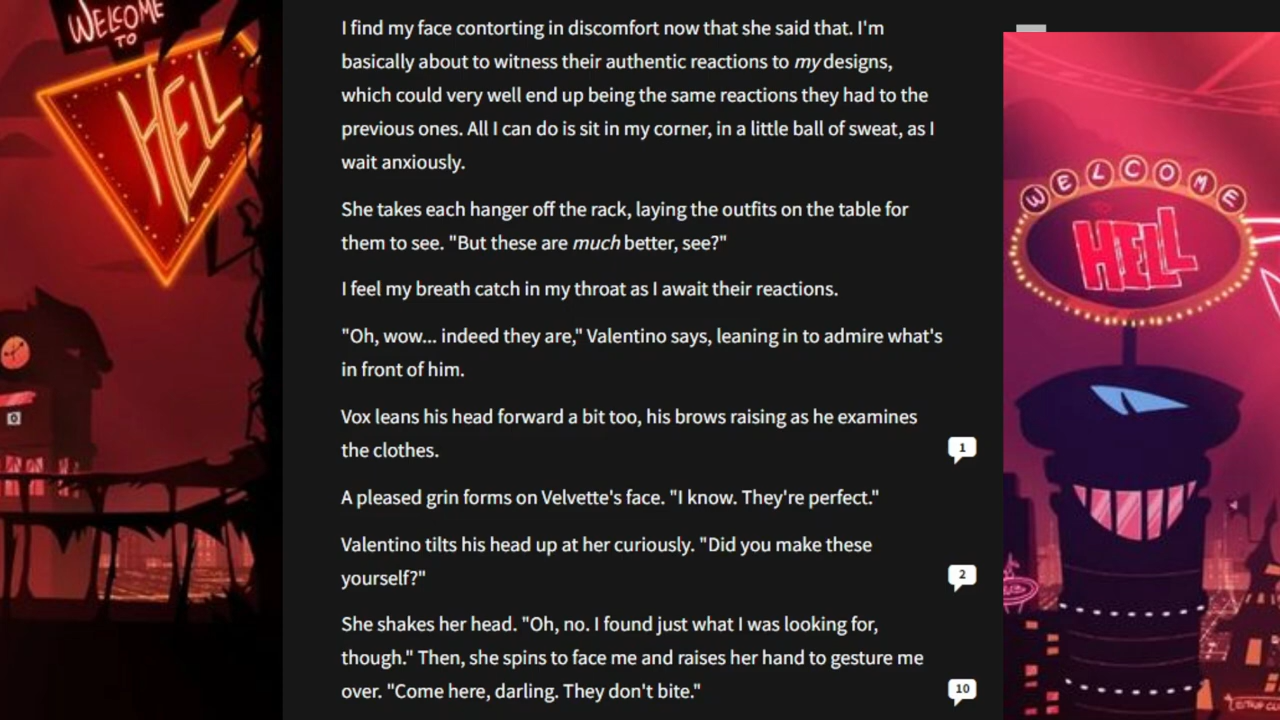 WELCOME
TO
HELL
I find my face contorting in discomfort now that she said that. I'm
basically about to witness their authentic reactions to my designs,
which could very well end up being the same reactions they had to the
previous ones. All I can do is sit in my corner, in a little ball of sweat, as I
wait anxiously.
She takes each hanger off the rack, laying the outfits on the table for
them to see. "But these are much better, see?"
I feel my breath catch in my throat as I await their reactions.
"Oh, wow... indeed they are," Valentino says, leaning in to admire what's
in front of him.
Vox leans his head forward a bit too, his brows raising as he examines
the clothes.
1
A pleased grin forms on Velvette's face. "I know. They're perfect."
Valentino tilts his head up at her curiously. "Did you make these
yourself?"
2
She shakes her head. "Oh, no. I found just what I was looking for,
though." Then, she spins to face me and raises her hand to gesture me
over. "Come here, darling. They don't bite."
10
WELCOME
HELL